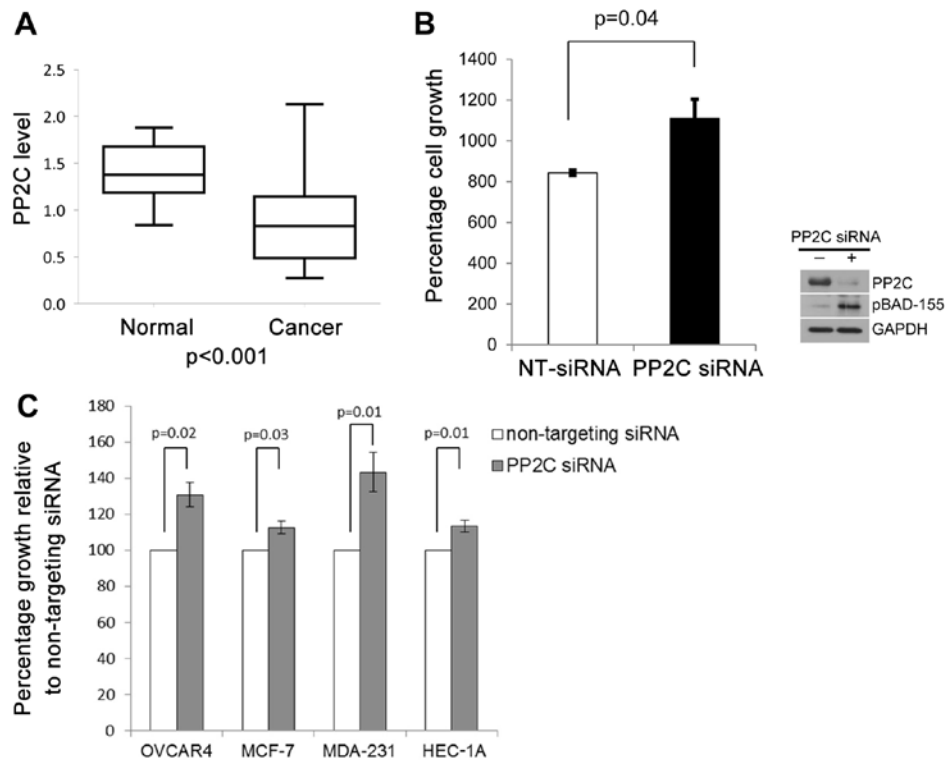 A
PP2C level
2.5
2.0
1.5
1.0
0.5
0.0
Normal
Cancer
p<0.001
B
p=0.04
Percentage cell growth
1400
1200
1000
800
600
400
200
0
NT-siRNA
PP2C siRNA
PP2C siRNA
– +
PP2C
pBAD-155
GAPDH
C
Percentage growth relative
to non-targeting siRNA
180
160
140
120
100
80
60
40
20
0
p=0.02
p=0.03
p=0.01
p=0.01
OVCAR4
MCF-7
MDA-231
HEC-1A
non-targeting siRNA
PP2C siRNA